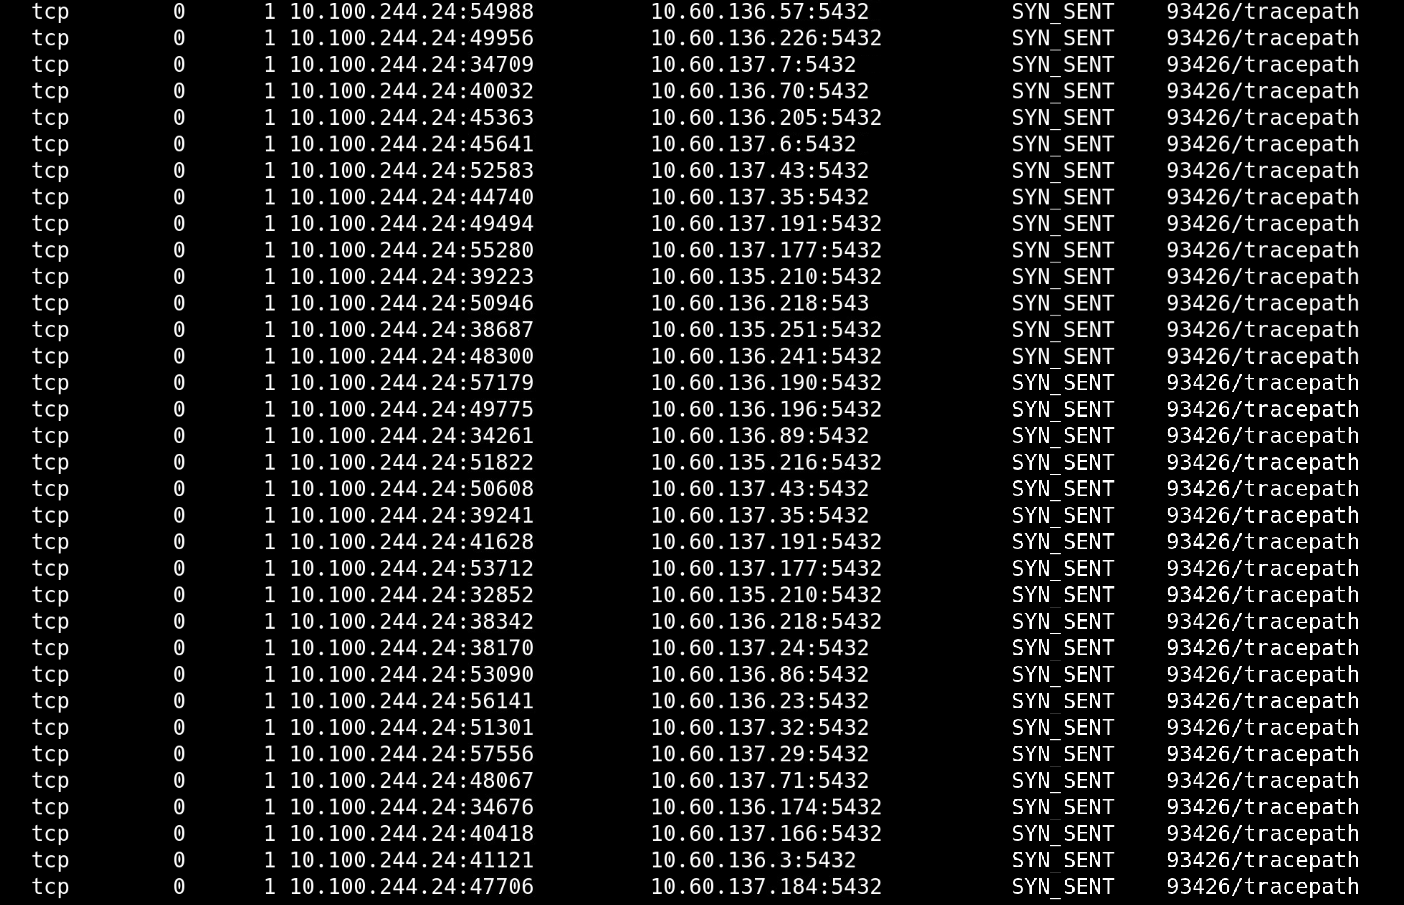 tcp 0 1 10.100.244.24:54988 10.60.136.57:5432 SYN_SENT 93426/tracepath
tcp 0 1 10.100.244.24:49956 10.60.136.226:5432 SYN_SENT 93426/tracepath
tcp 0 1 10.100.244.24:34709 10.60.137.7:5432 SYN_SENT 93426/tracepath
tcp 0 1 10.100.244.24:40032 10.60.136.70:5432 SYN_SENT 93426/tracepath
tcp 0 1 10.100.244.24:45363 10.60.136.205:5432 SYN_SENT 93426/tracepath
tcp 0 1 10.100.244.24:45641 10.60.137.6:5432 SYN_SENT 93426/tracepath
tcp 0 1 10.100.244.24:52583 10.60.137.43:5432 SYN_SENT 93426/tracepath
tcp 0 1 10.100.244.24:44740 10.60.137.35:5432 SYN_SENT 93426/tracepath
tcp 0 1 10.100.244.24:49494 10.60.137.191:5432 SYN_SENT 93426/tracepath
tcp 0 1 10.100.244.24:55280 10.60.137.177:5432 SYN_SENT 93426/tracepath
tcp 0 1 10.100.244.24:39223 10.60.135.210:5432 SYN_SENT 93426/tracepath
tcp 0 1 10.100.244.24:50946 10.60.136.218:543 SYN_SENT 93426/tracepath
tcp 0 1 10.100.244.24:38687 10.60.135.251:5432 SYN_SENT 93426/tracepath
tcp 0 1 10.100.244.24:48300 10.60.136.241:5432 SYN_SENT 93426/tracepath
tcp 0 1 10.100.244.24:57179 10.60.136.190:5432 SYN_SENT 93426/tracepath
tcp 0 1 10.100.244.24:49775 10.60.136.196:5432 SYN_SENT 93426/tracepath
tcp 0 1 10.100.244.24:34261 10.60.136.89:5432 SYN_SENT 93426/tracepath
tcp 0 1 10.100.244.24:51822 10.60.135.216:5432 SYN_SENT 93426/tracepath
tcp 0 1 10.100.244.24:50608 10.60.137.43:5432 SYN_SENT 93426/tracepath
tcp 0 1 10.100.244.24:39241 10.60.137.35:5432 SYN_SENT 93426/tracepath
tcp 0 1 10.100.244.24:41628 10.60.137.191:5432 SYN_SENT 93426/tracepath
tcp 0 1 10.100.244.24:53712 10.60.137.177:5432 SYN_SENT 93426/tracepath
tcp 0 1 10.100.244.24:32852 10.60.135.210:5432 SYN_SENT 93426/tracepath
tcp 0 1 10.100.244.24:38342 10.60.136.218:5432 SYN_SENT 93426/tracepath
tcp 0 1 10.100.244.24:38170 10.60.137.24:5432 SYN_SENT 93426/tracepath
tcp 0 1 10.100.244.24:53090 10.60.136.86:5432 SYN_SENT 93426/tracepath
tcp 0 1 10.100.244.24:56141 10.60.136.23:5432 SYN_SENT 93426/tracepath
tcp 0 1 10.100.244.24:51301 10.60.137.32:5432 SYN_SENT 93426/tracepath
tcp 0 1 10.100.244.24:57556 10.60.137.29:5432 SYN_SENT 93426/tracepath
tcp 0 1 10.100.244.24:48067 10.60.137.71:5432 SYN_SENT 93426/tracepath
tcp 0 1 10.100.244.24:34676 10.60.136.174:5432 SYN_SENT 93426/tracepath
tcp 0 1 10.100.244.24:40418 10.60.137.166:5432 SYN_SENT 93426/tracepath
tcp 0 1 10.100.244.24:41121 10.60.136.3:5432 SYN_SENT 93426/tracepath
tcp 0 1 10.100.244.24:47706 10.60.137.184:5432 SYN_SENT 93426/tracepath